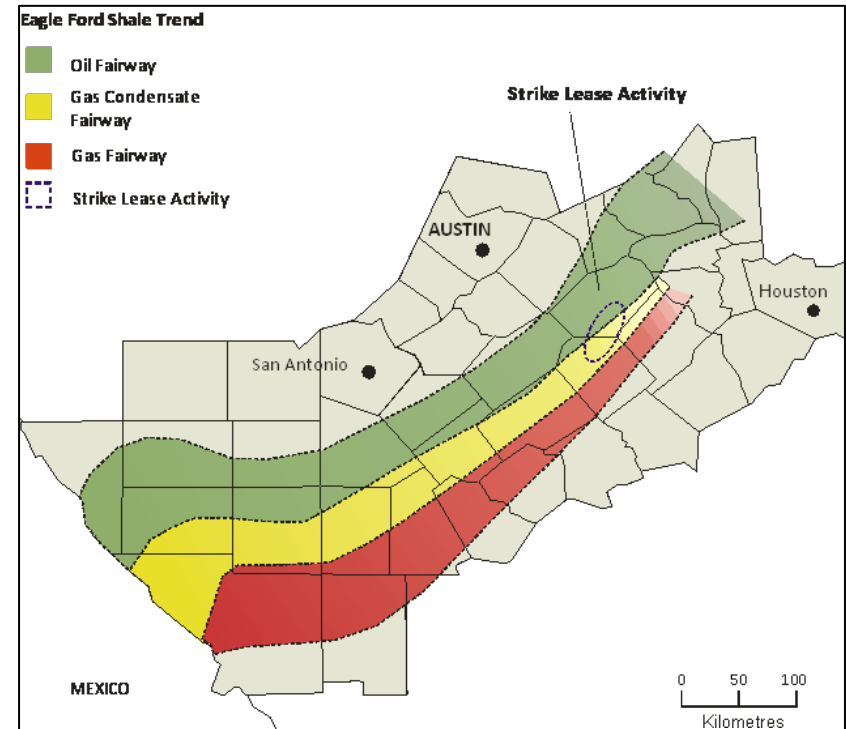 Eagle Ford Shale Trend
Oil Fairway
Gas Condensate
Fairway
Gas Fairway
Strike Lease Activity
Strike Lease Activity
AUSTIN
Houston
San Antonio
MEXICO
0 50 100
Kilometres